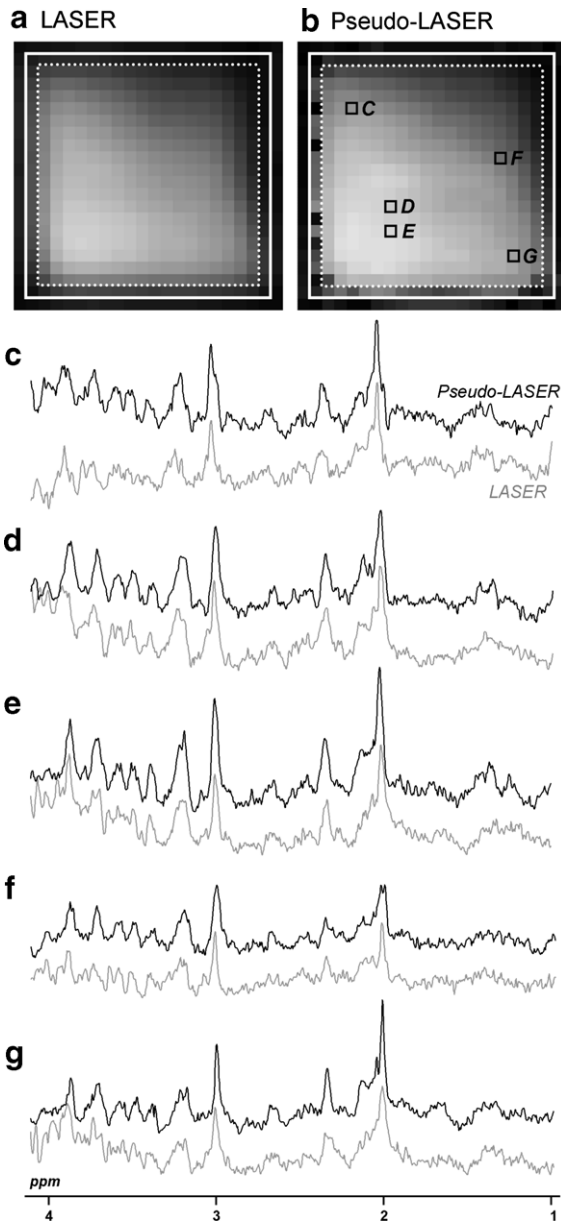 a LASER
b Pseudo-LASER
C
F
D
E
G
c
Pseudo-LASER
LASER
d
e
f
g
ppm
4 3 2 1